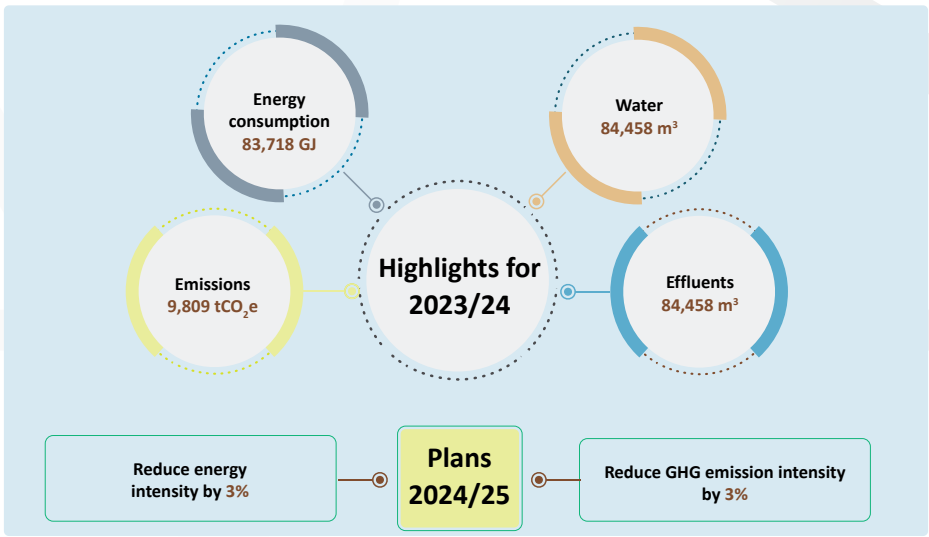 Energy
consumption
83,718 GJ
Water
84,458 m³
Highlights for
2023/24
Emissions
9,809 tCO₂e
Effluents
84,458 m³
Plans
2024/25
Reduce energy
intensity by 3%
Reduce GHG emission intensity
by 3%